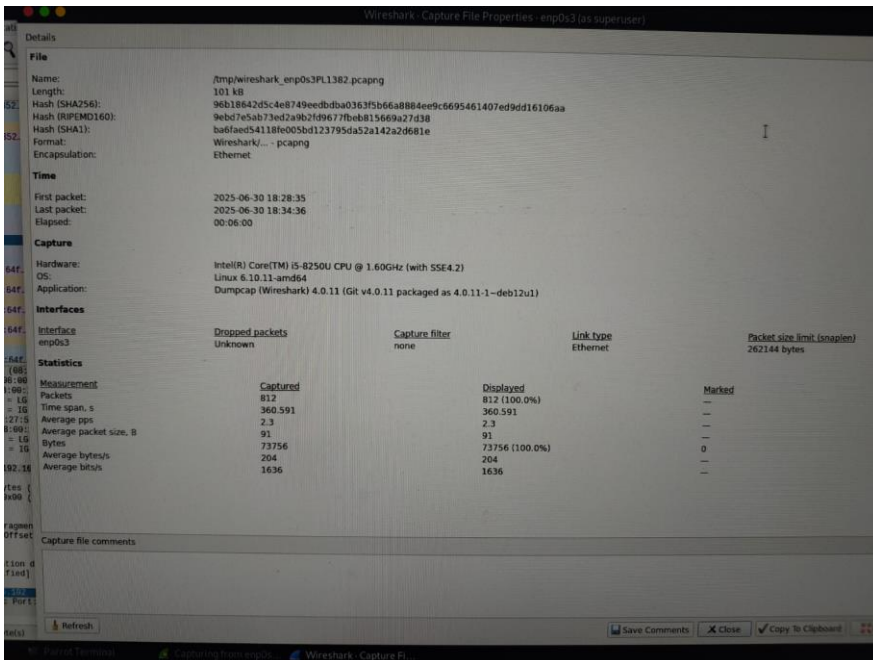 Wireshark · Capture File Properties · enp0s3 (as superuser)
Details
File
Name: /tmp/wireshark_enp0s3PL1382.pcapng
Length: 101 kB
Hash (SHA256): 96b18642d5c4e8749eedbdba0363f5b66a8884ee9c6695461407ed9dd16106aa
Hash (RIPEMD160): 9ebd7e5ab73ed2a9b2fd9677fbeb815669a27d38
Hash (SHA1): ba6faed54118fe005bd123795da52a142a2d681e
Format: Wireshark/... - pcapng
Encapsulation: Ethernet
Time
First packet: 2025-06-30 18:28:35
Last packet: 2025-06-30 18:34:36
Elapsed: 00:06:00
Capture
Hardware: Intel(R) Core(TM) i5-8250U CPU @ 1.60GHz (with SSE4.2)
OS: Linux 6.10.11-amd64
Application: Dumpcap (Wireshark) 4.0.11 (Git v4.0.11 packaged as 4.0.11-1~deb12u1)
Interfaces
Interface Dropped packets Capture filter Link type Packet size limit (snaplen)
enp0s3 Unknown none Ethernet 262144 bytes
Statistics
Measurement Captured Displayed Marked
Packets 812 812 (100.0%) —
Time span, s 360.591 360.591 —
Average pps 2.3 2.3 —
Average packet size, B 91 91 —
Bytes 73756 73756 (100.0%) 0
Average bytes/s 204 204 —
Average bits/s 1636 1636 —
Capture file comments
Refresh
Save Comments Close Copy To Clipboard
Parrot Terminal Capturing from enp0s... Wireshark · Capture Fi...